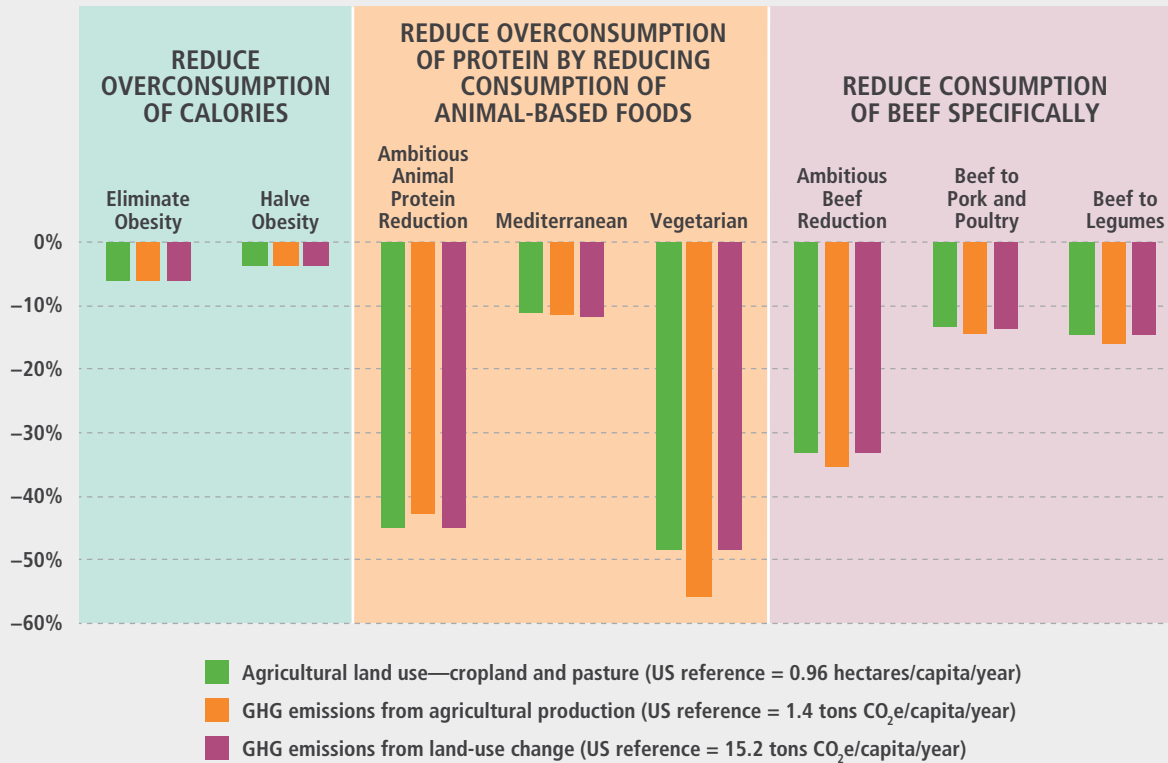 REDUCE
OVERCONSUMPTION
OF CALORIES
REDUCE OVERCONSUMPTION
OF PROTEIN BY REDUCING
CONSUMPTION OF
ANIMAL-BASED FOODS
REDUCE CONSUMPTION
OF BEEF SPECIFICALLY
Eliminate
Obesity
Halve
Obesity
Ambitious
Animal
Protein
Reduction
Mediterranean
Vegetarian
Ambitious
Beef
Reduction
Beef to
Pork and
Poultry
Beef to
Legumes
0%
–10%
–20%
–30%
–40%
–50%
–60%
Agricultural land use—cropland and pasture (US reference = 0.96 hectares/capita/year)
GHG emissions from agricultural production (US reference = 1.4 tons CO₂e/capita/year)
GHG emissions from land-use change (US reference = 15.2 tons CO₂e/capita/year)